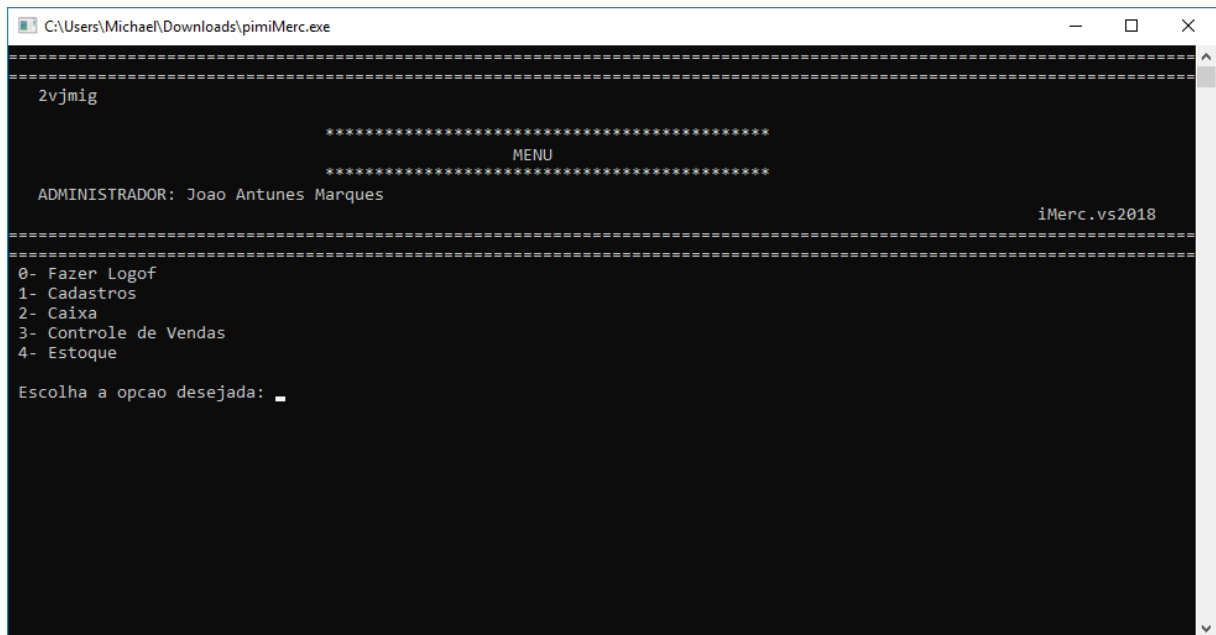 C:\Users\Michael\Downloads\pimiMerc.exe
========================================================================================================================
========================================================================================================================
2vjmig
*********************************************
MENU
*********************************************
ADMINISTRADOR: Joao Antunes Marques
iMerc.vs2018
========================================================================================================================
========================================================================================================================
0- Fazer Logof
1- Cadastros
2- Caixa
3- Controle de Vendas
4- Estoque
Escolha a opcao desejada: